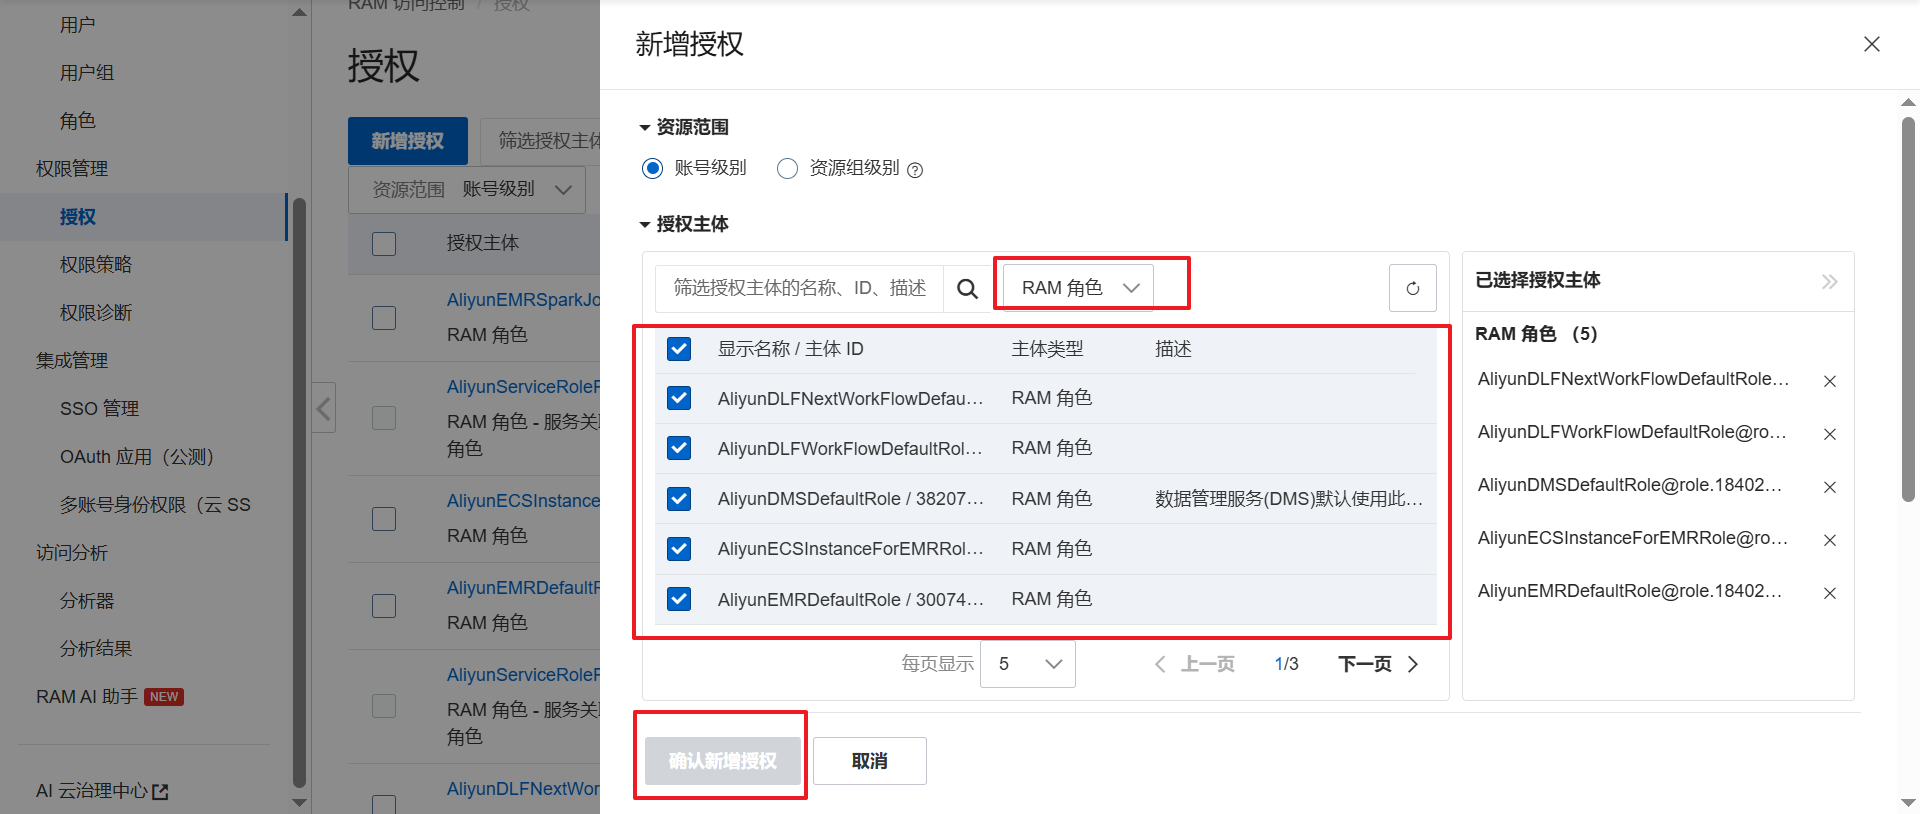 用户
用户组
角色
权限管理
授权
权限策略
权限诊断
集成管理
SSO 管理
OAuth 应用（公测）
多账号身份权限（云 SS
访问分析
分析器
分析结果
RAM AI 助手 NEW
AI 云治理中心
RAM 访问控制 / 授权
授权
新增授权
筛选授权主体
资源范围 账号级别
授权主体
AliyunEMRSparkJo
RAM 角色
AliyunServiceRoleF
RAM 角色 - 服务关
角色
AliyunECSInstance
RAM 角色
AliyunEMRDefaultF
RAM 角色
AliyunServiceRoleF
RAM 角色 - 服务关
角色
AliyunDLFNextWor
新增授权
资源范围
账号级别 资源组级别 ?
授权主体
筛选授权主体的名称、ID、描述
RAM 角色
显示名称 / 主体 ID 主体类型 描述
AliyunDLFNextWorkFlowDefau… RAM 角色
AliyunDLFWorkFlowDefaultRol… RAM 角色
AliyunDMSDefaultRole / 38207… RAM 角色 数据管理服务(DMS)默认使用此…
AliyunECSInstanceForEMRRol… RAM 角色
AliyunEMRDefaultRole / 30074… RAM 角色
每页显示 5 上一页 1/3 下一页
已选择授权主体
RAM 角色 （5）
AliyunDLFNextWorkFlowDefaultRole…
AliyunDLFWorkFlowDefaultRole@ro…
AliyunDMSDefaultRole@role.18402…
AliyunECSInstanceForEMRRole@ro…
AliyunEMRDefaultRole@role.18402…
确认新增授权 取消